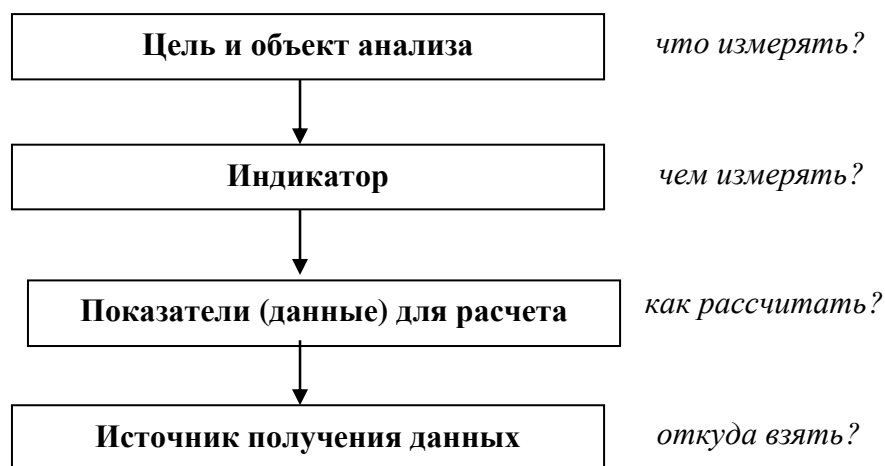 Цель и объект анализа что измерять?
Индикатор чем измерять?
Показатели (данные) для расчета как рассчитать?
Источник получения данных откуда взять?